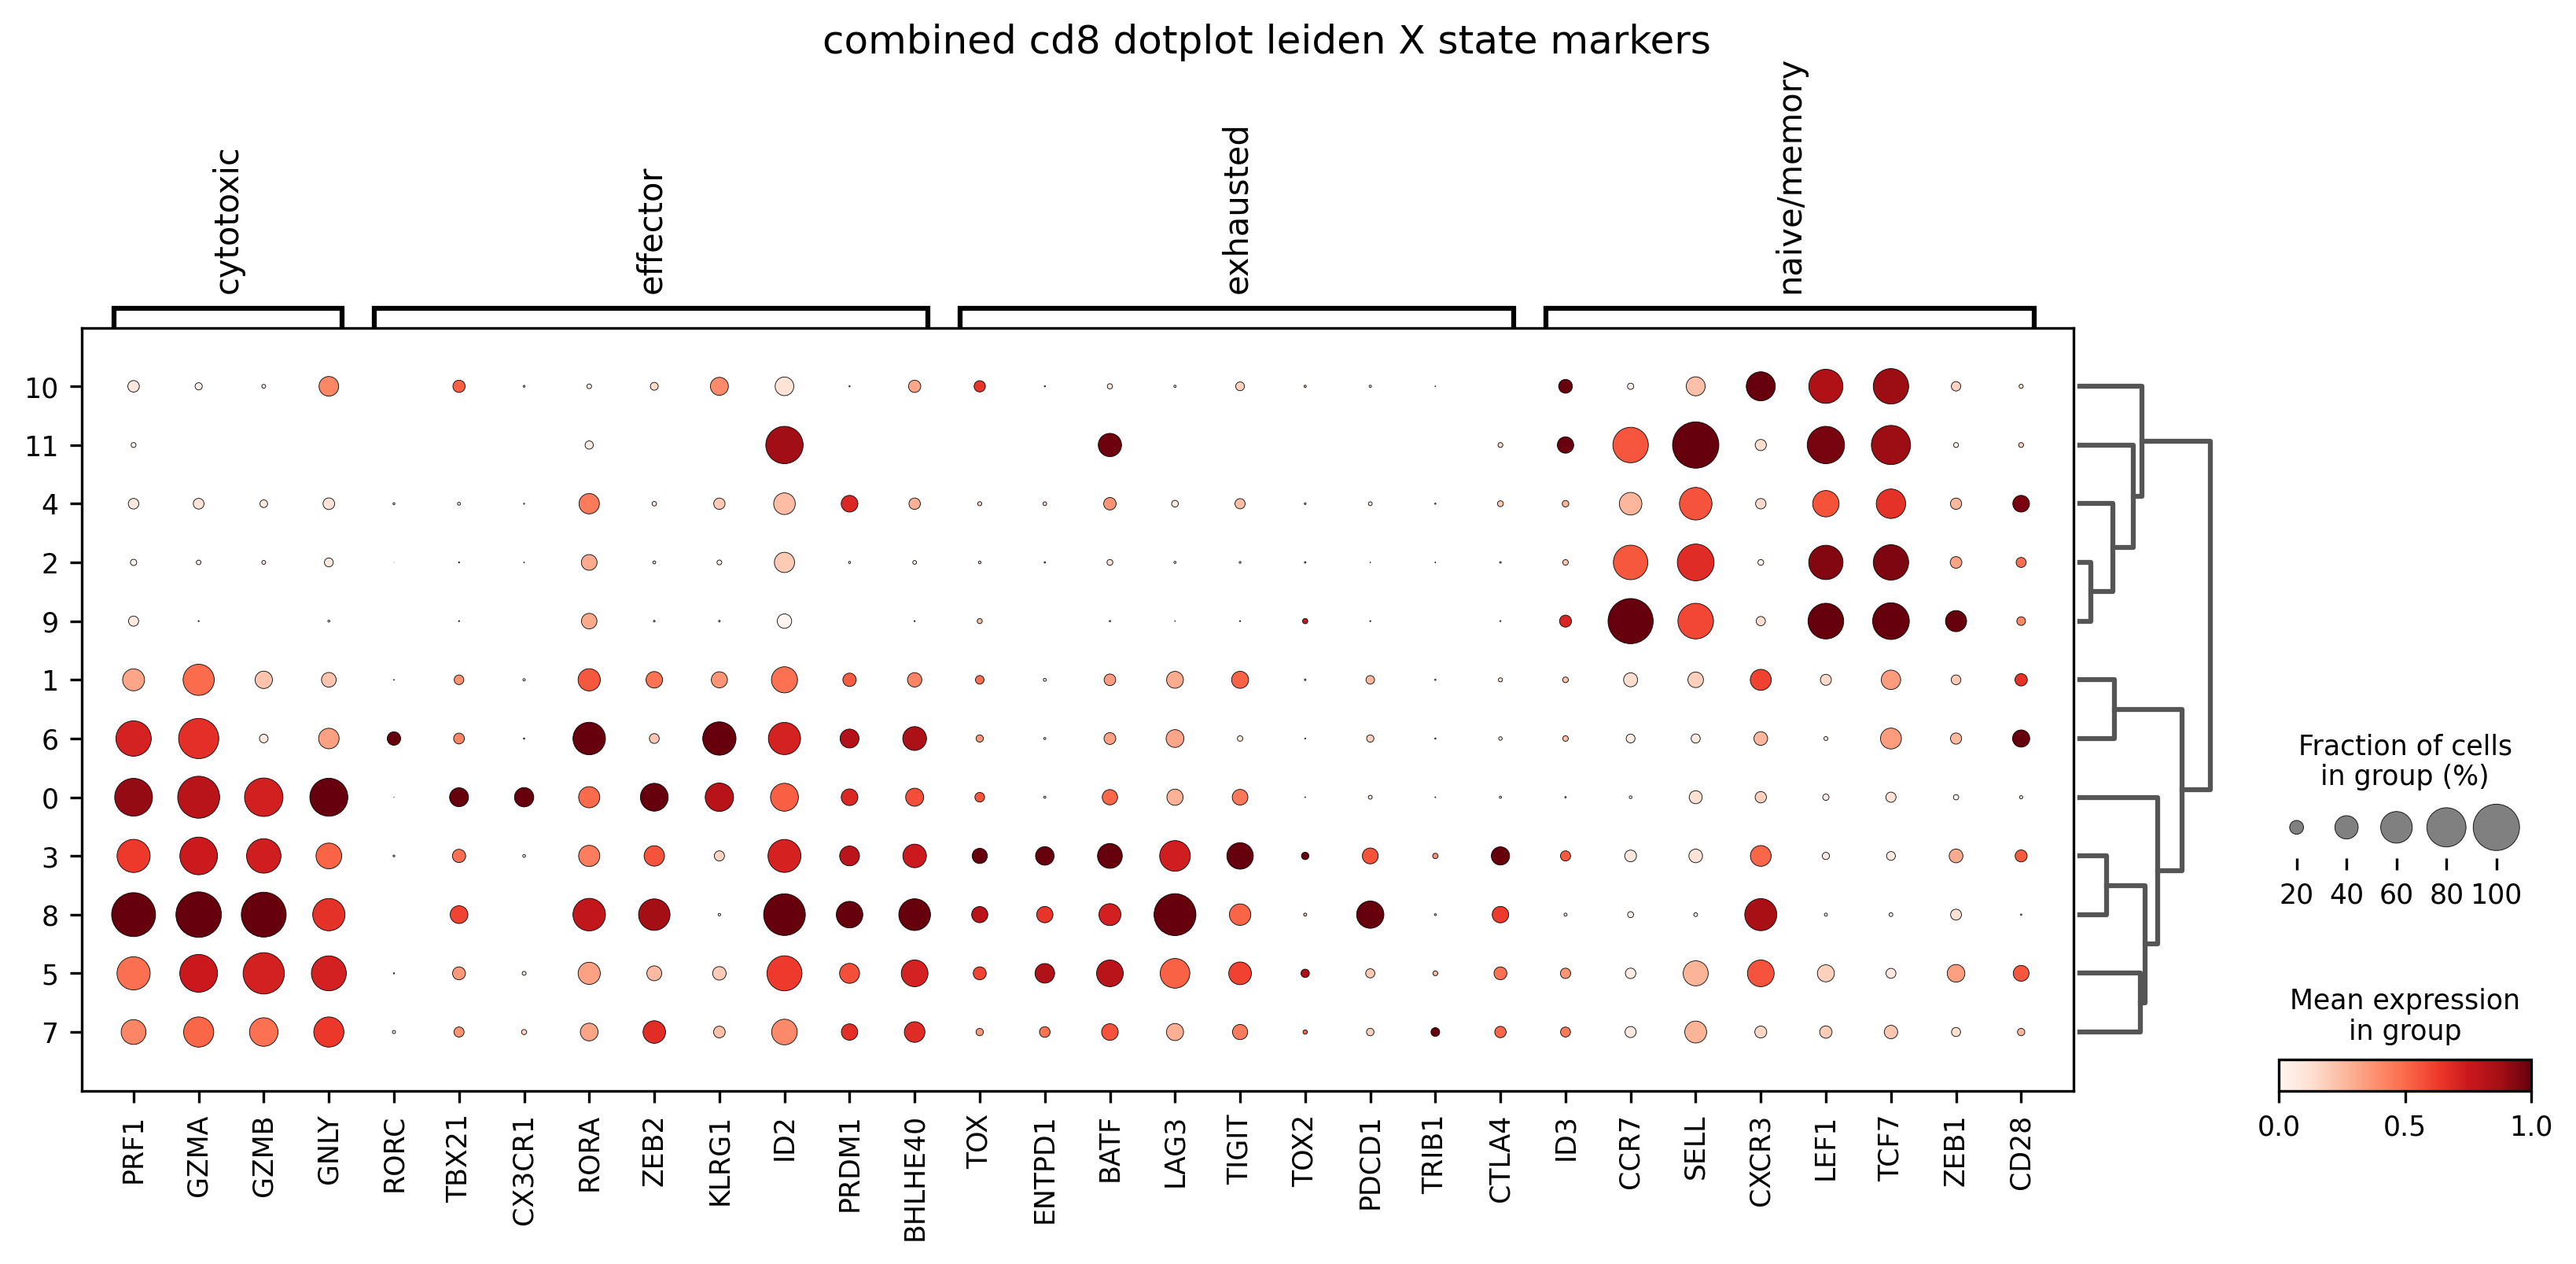 combined cd8 dotplot leiden X state markers
cytotoxic
effector
exhausted
naive/memory
10
11
4
2
9
1
6
0
3
8
5
7
PRF1
GZMA
GZMB
GNLY
RORC
TBX21
CX3CR1
RORA
ZEB2
KLRG1
ID2
PRDM1
BHLHE40
TOX
ENTPD1
BATF
LAG3
TIGIT
TOX2
PDCD1
TRIB1
CTLA4
ID3
CCR7
SELL
CXCR3
LEF1
TCF7
ZEB1
CD28
Fraction of cells
in group (%)
20 40 60 80 100
Mean expression
in group
0.0 0.5 1.0